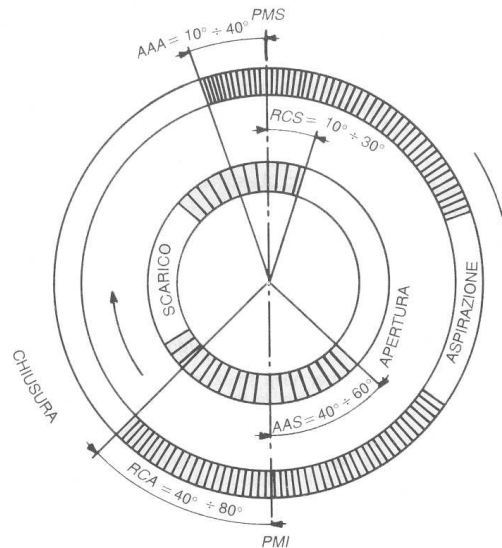 PMS
AAA = 10° ÷ 40°
RCS = 10° ÷ 30°
SCARICO
APERTURA
ASPIRAZIONE
CHIUSURA
AAS = 40° ÷ 60°
RCA = 40° ÷ 80°
PMI